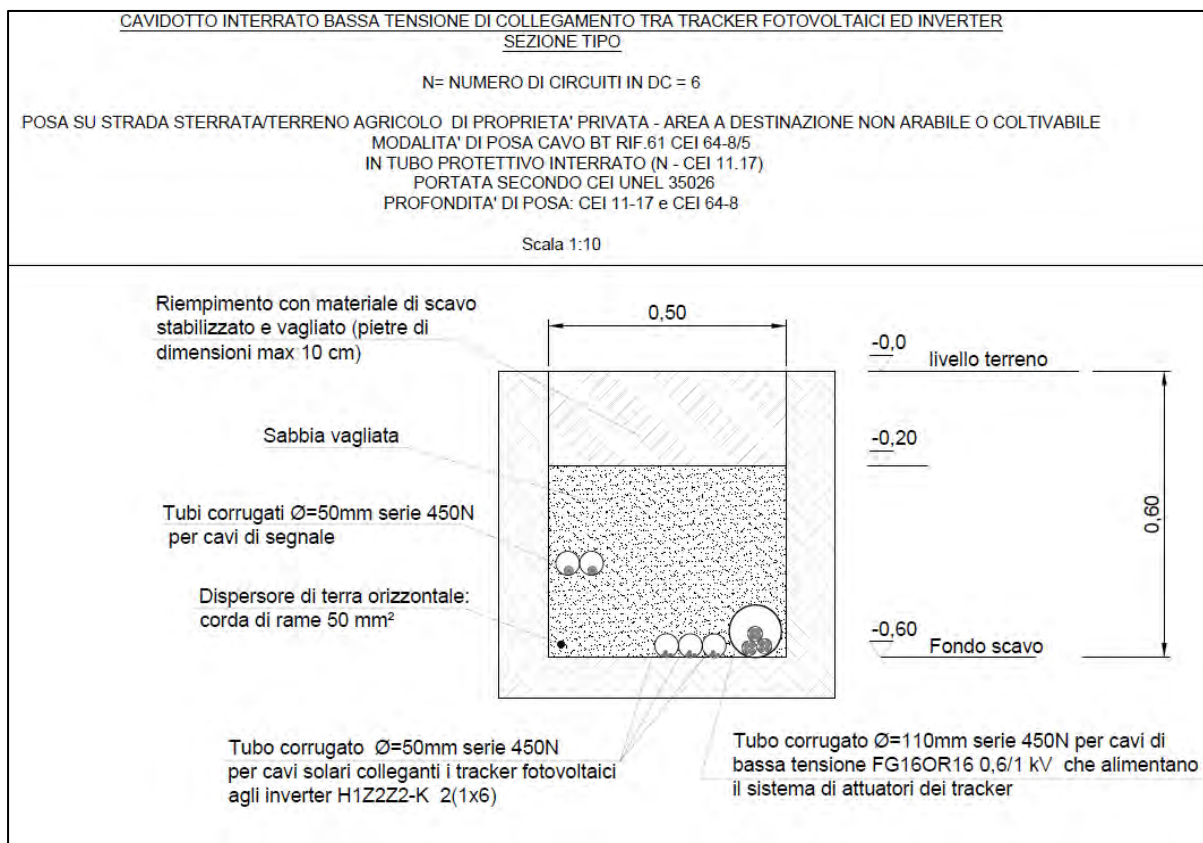 CAVIDOTTO INTERRATO BASSA TENSIONE DI COLLEGAMENTO TRA TRACKER FOTOVOLTAICI ED INVERTER
SEZIONE TIPO
N= NUMERO DI CIRCUITI IN DC = 6
POSA SU STRADA STERRATA/TERRENO AGRICOLO DI PROPRIETA' PRIVATA - AREA A DESTINAZIONE NON ARABILE O COLTIVABILE
MODALITA' DI POSA CAVO BT RIF.61 CEI 64-8/5
IN TUBO PROTETTIVO INTERRATO (N - CEI 11.17)
PORTATA SECONDO CEI UNEL 35026
PROFONDITA' DI POSA: CEI 11-17 e CEI 64-8
Scala 1:10
Riempimento con materiale di scavo
stabilizzato e vagliato (pietre di
dimensioni max 10 cm)
0,50
-0,0
livello terreno
Sabbia vagliata
-0,20
Tubi corrugati Ø=50mm serie 450N
per cavi di segnale
0,60
Dispersore di terra orizzontale:
corda di rame 50 mm²
-0,60
Fondo scavo
Tubo corrugato Ø=50mm serie 450N
per cavi solari colleganti i tracker fotovoltaici
agli inverter H1Z2Z2-K 2(1x6)
Tubo corrugato Ø=110mm serie 450N per cavi di
bassa tensione FG16OR16 0,6/1 kV che alimentano
il sistema di attuatori dei tracker